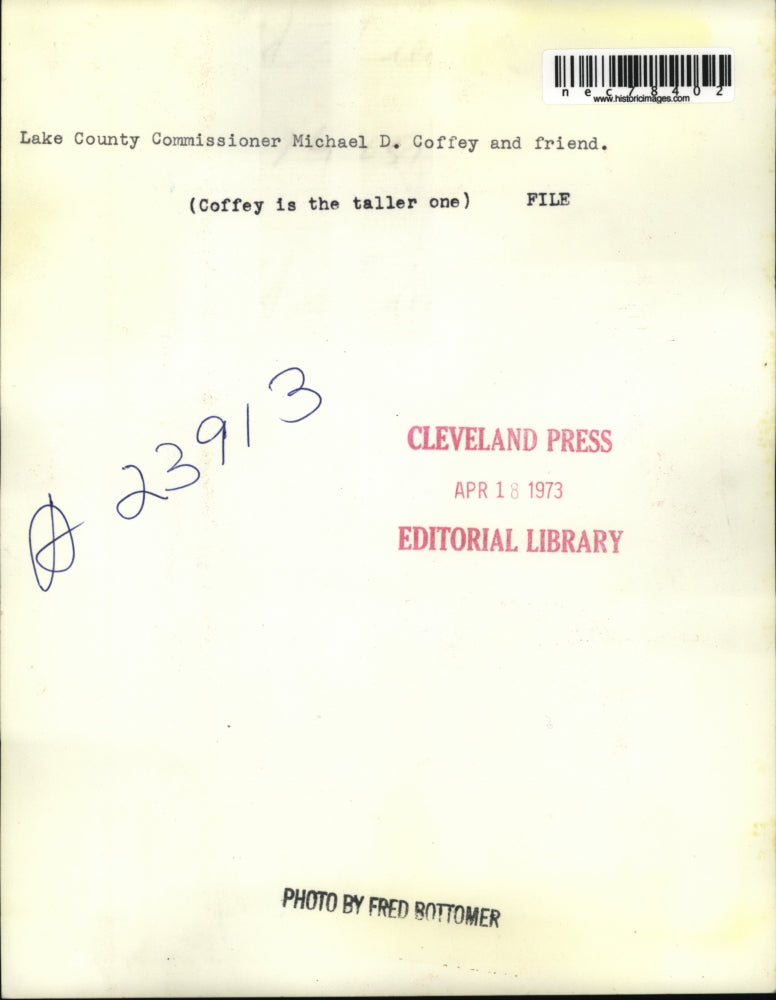 nec78402
www.historicimages.com
Lake County Commissioner Michael D. Coffey and friend.
(Coffey is the taller one) FILE
A 23913
CLEVELAND PRESS
APR 18 1973
EDITORIAL LIBRARY
PHOTO BY FRED BOTTOMER